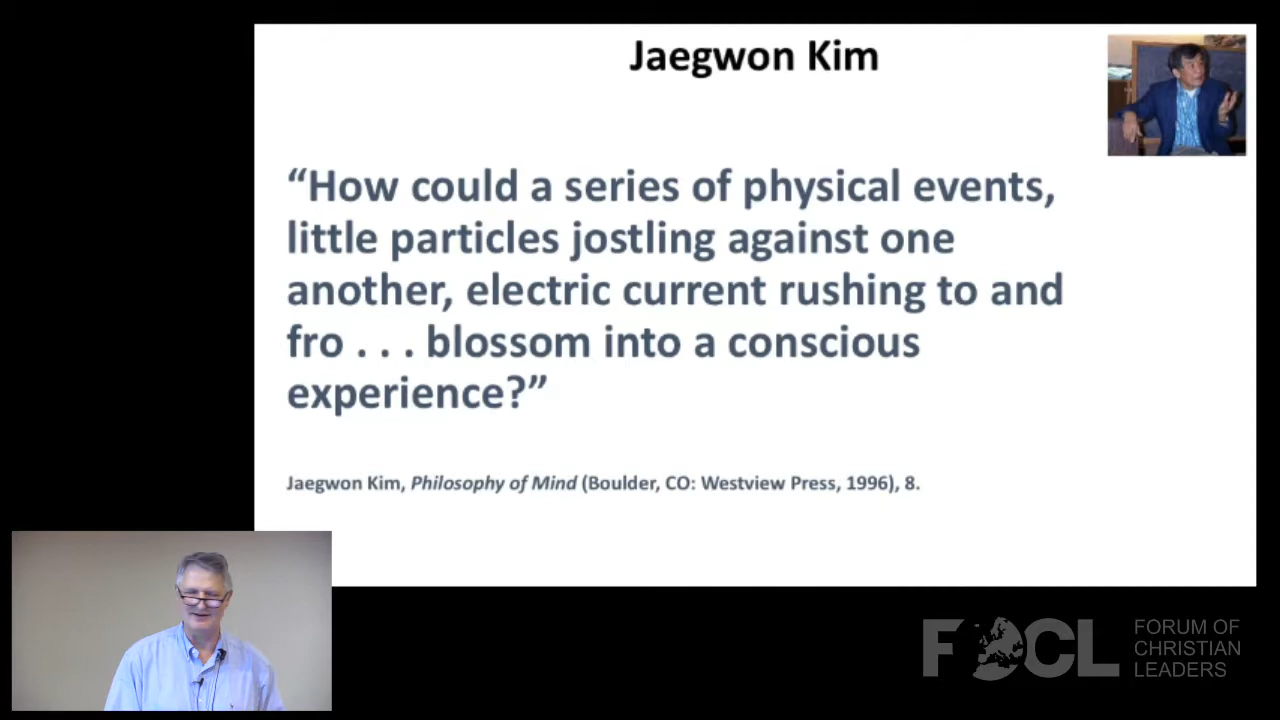 Jaegwon Kim
“How could a series of physical events,
little particles jostling against one
another, electric current rushing to and
fro . . . blossom into a conscious
experience?”
Jaegwon Kim, Philosophy of Mind (Boulder, CO: Westview Press, 1996), 8.
FOCL
FORUM OF
CHRISTIAN
LEADERS